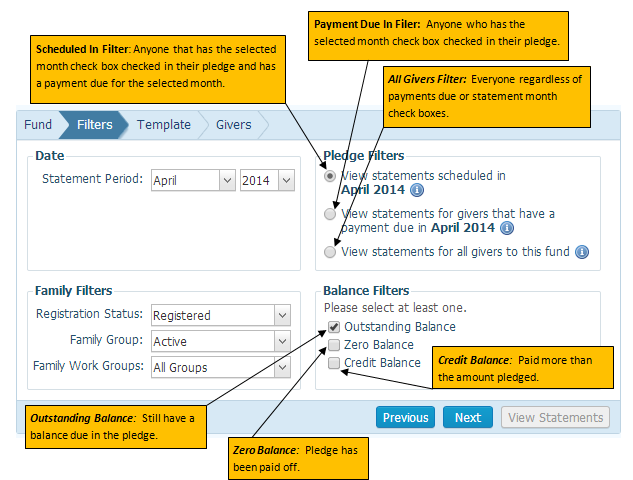 Payment Due In Filer: Anyone who has the
selected month check box checked in their pledge.
Scheduled In Filter: Anyone that has the selected
month check box checked in their pledge and has
a payment due for the selected month.
All Givers Filter: Everyone regardless of
payments due or statement month
check boxes.
Fund Filters Template Givers
Date
Statement Period: April 2014
Pledge Filters
View statements scheduled in
April 2014
View statements for givers that have a
payment due in April 2014
View statements for all givers to this fund
Family Filters
Registration Status: Registered
Family Group: Active
Family Work Groups: All Groups
Balance Filters
Please select at least one.
Outstanding Balance
Zero Balance
Credit Balance
Credit Balance: Paid more than
the amount pledged.
Outstanding Balance: Still have a
balance due in the pledge.
Zero Balance: Pledge has
been paid off.
Previous Next View Statements